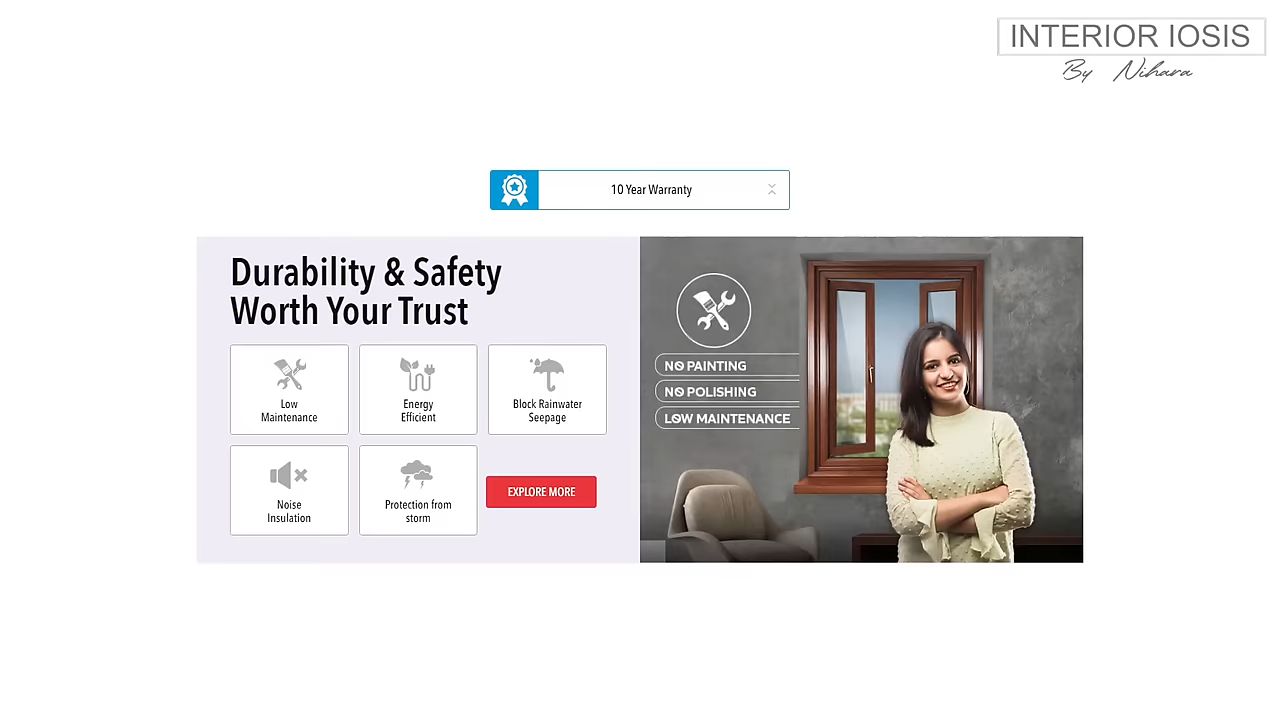 INTERIOR IOSIS
By Nihara
10 Year Warranty
Durability & Safety
Worth Your Trust
Low
Maintenance
Energy
Efficient
Block Rainwater
Seepage
Noise
Insulation
Protection from
storm
EXPLORE MORE
NO PAINTING
NO POLISHING
LOW MAINTENANCE